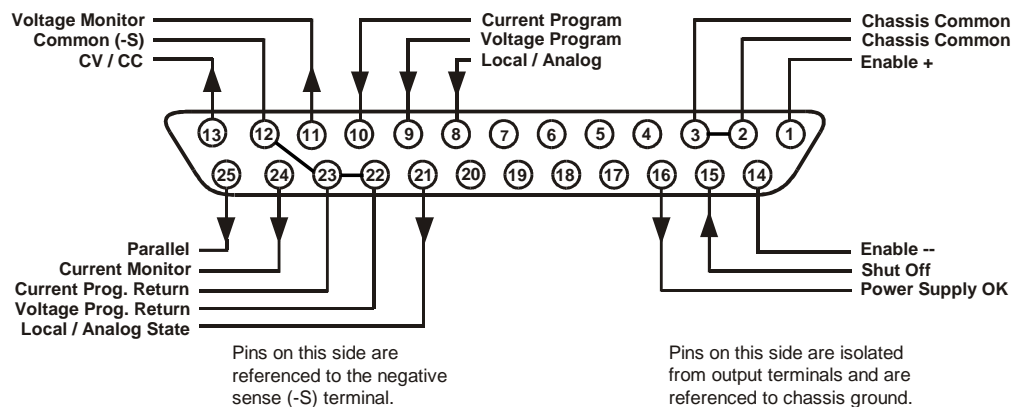 Voltage Monitor
Common (-S)
CV / CC
Current Program
Voltage Program
Local / Analog
Chassis Common
Chassis Common
Enable +
13 12 11 10 9 8 7 6 5 4 3 2 1
25 24 23 22 21 20 19 18 17 16 15 14
Parallel
Current Monitor
Current Prog. Return
Voltage Prog. Return
Local / Analog State
Enable --
Shut Off
Power Supply OK
Pins on this side are
referenced to the negative
sense (-S) terminal.
Pins on this side are isolated
from output terminals and are
referenced to chassis ground.